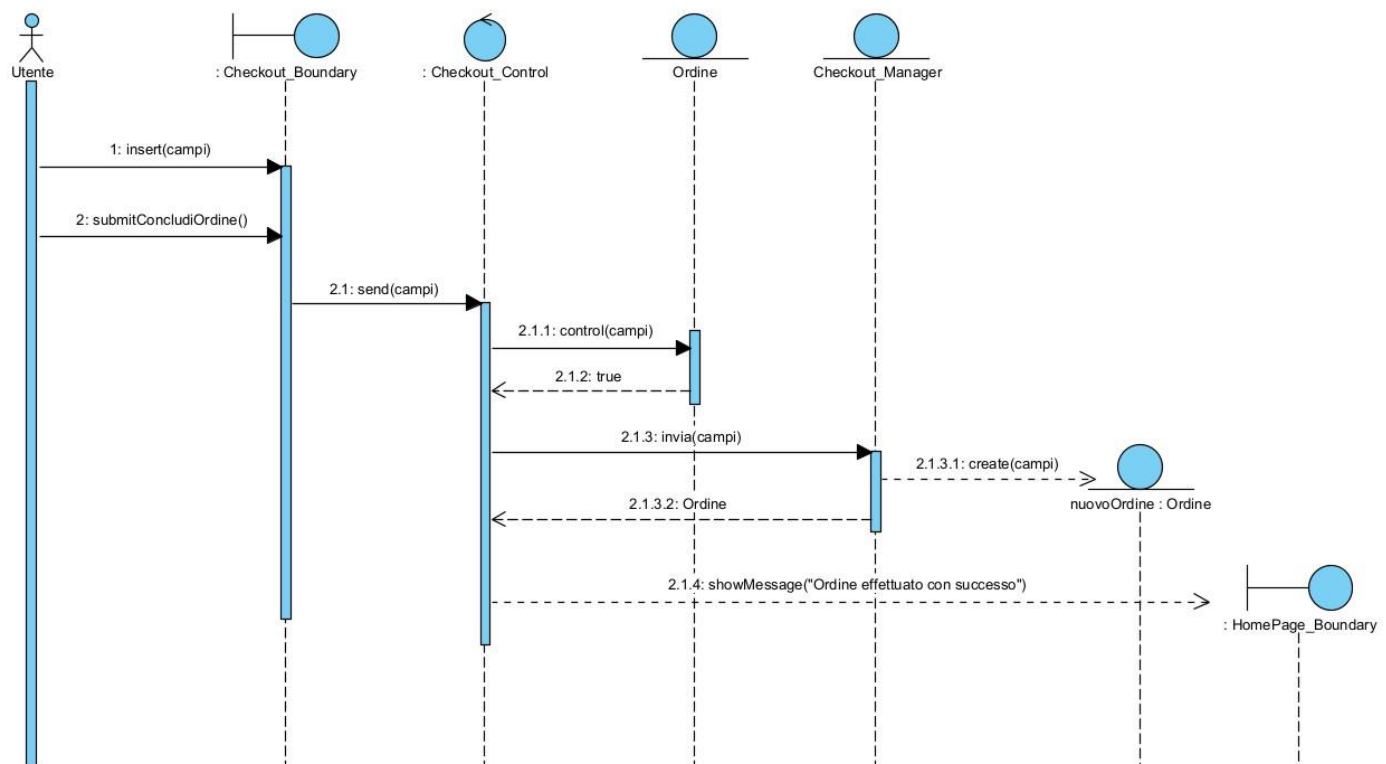 Utente
: Checkout_Boundary
: Checkout_Control
Ordine
Checkout_Manager
1: insert(campi)
2: submitConcludiOrdine()
2.1: send(campi)
2.1.1: control(campi)
2.1.2: true
2.1.3: invia(campi)
2.1.3.1: create(campi)
2.1.3.2: Ordine
nuovoOrdine : Ordine
2.1.4: showMessage("Ordine effettuato con successo")
: HomePage_Boundary